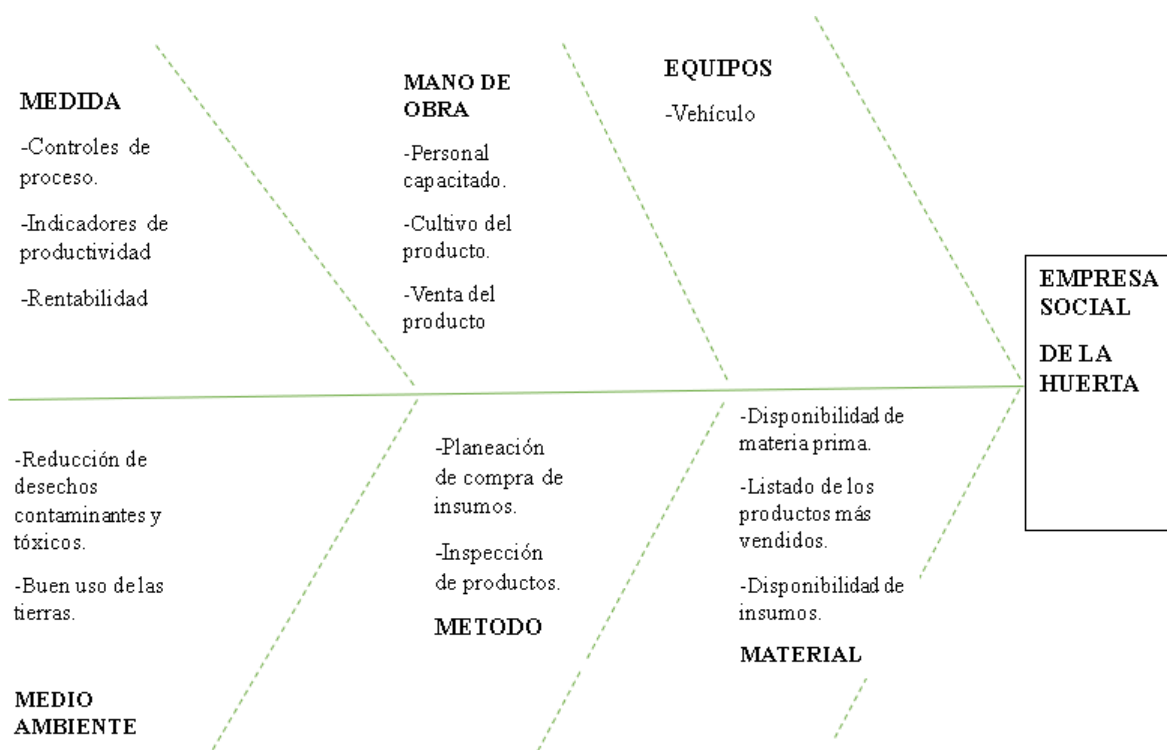 MEDIDA
-Controles de
proceso.
-Indicadores de
productividad
-Rentabilidad
MANO DE
OBRA
-Personal
capacitado.
-Cultivo del
producto.
-Venta del
producto
EQUIPOS
-Vehículo
EMPRESA
SOCIAL
DE LA
HUERTA
-Reducción de
desechos
contaminantes y
tóxicos.
-Buen uso de las
tierras.
MEDIO
AMBIENTE
-Planeación
de compra de
insumos.
-Inspección
de productos.
METODO
-Disponibilidad de
materia prima.
-Listado de los
productos más
vendidos.
-Disponibilidad de
insumos.
MATERIAL